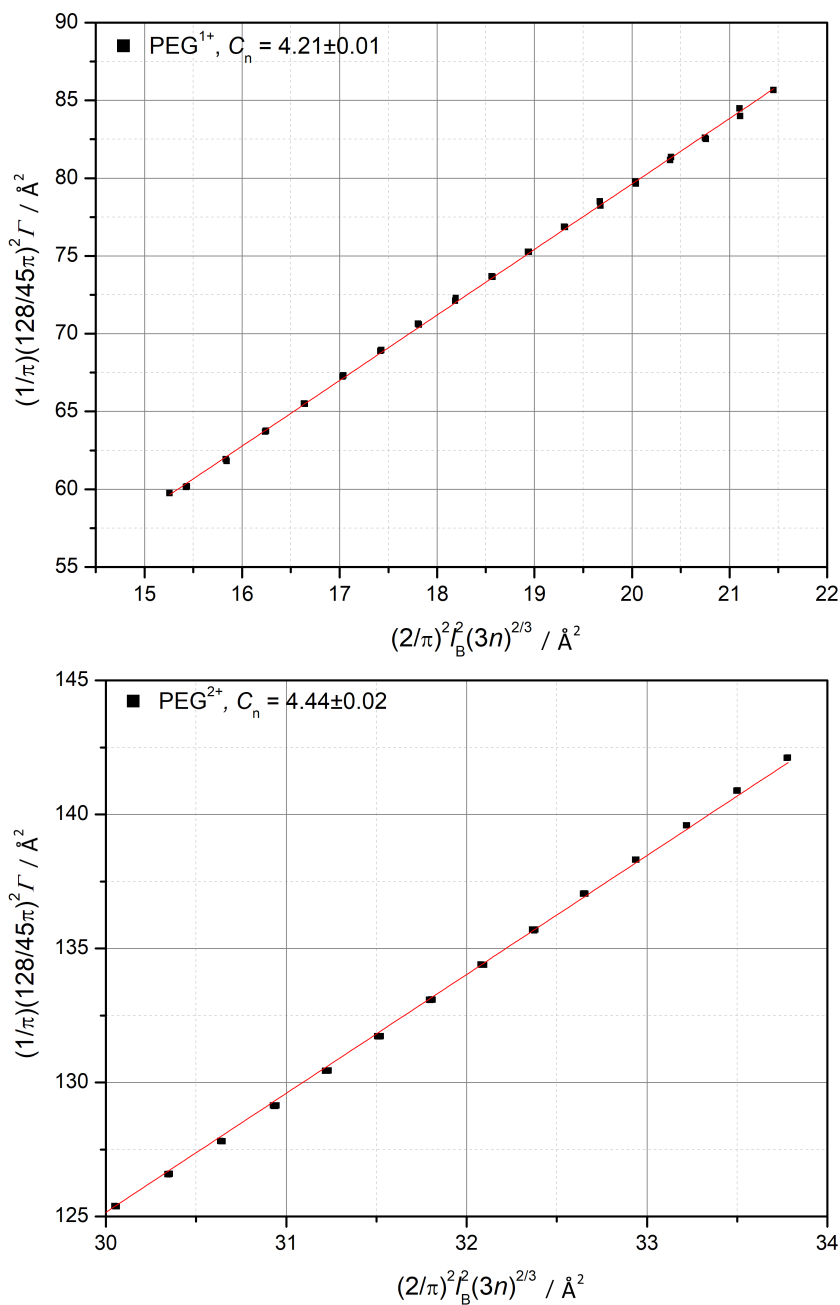 90
PEG¹⁺, Cₙ = 4.21±0.01
85
80
75
70
65
60
55
(1/π)(128/45π)²Γ / Å²
15 16 17 18 19 20 21 22
(2/π)²l_B²(3n)^2/3 / Å²
145
PEG²⁺, Cₙ = 4.44±0.02
140
135
130
125
(1/π)(128/45π)²Γ / Å²
30 31 32 33 34
(2/π)²l_B²(3n)^2/3 / Å²